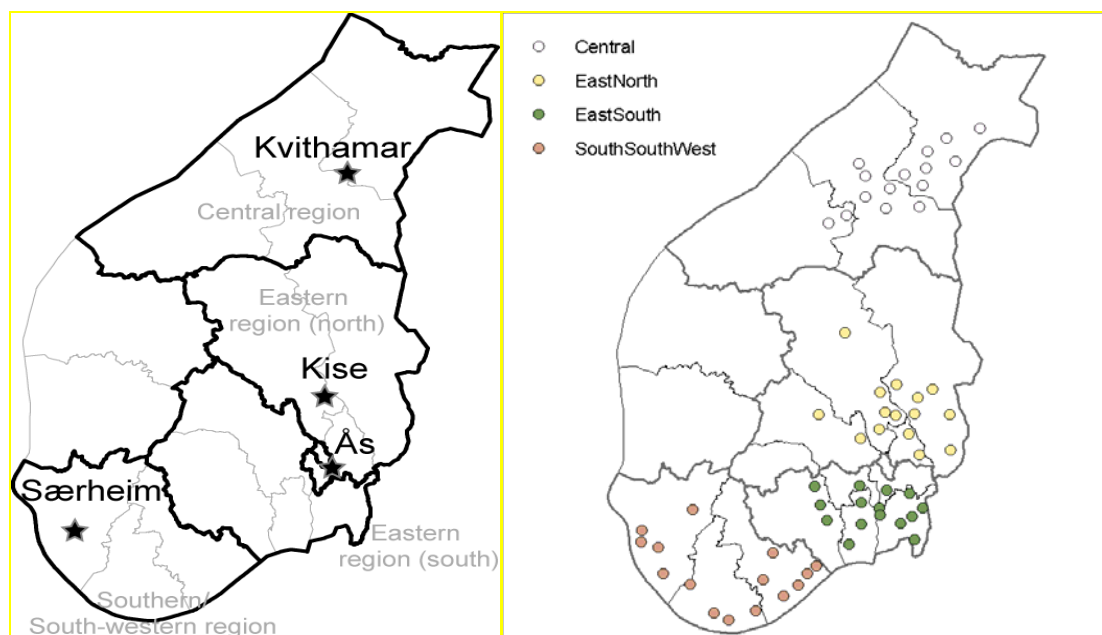 Kvithamar
Central region
Eastern
region (north)
Kise
Ås
Særheim
Eastern
region (south)
Southern/
South-western region
Central
EastNorth
EastSouth
SouthSouthWest